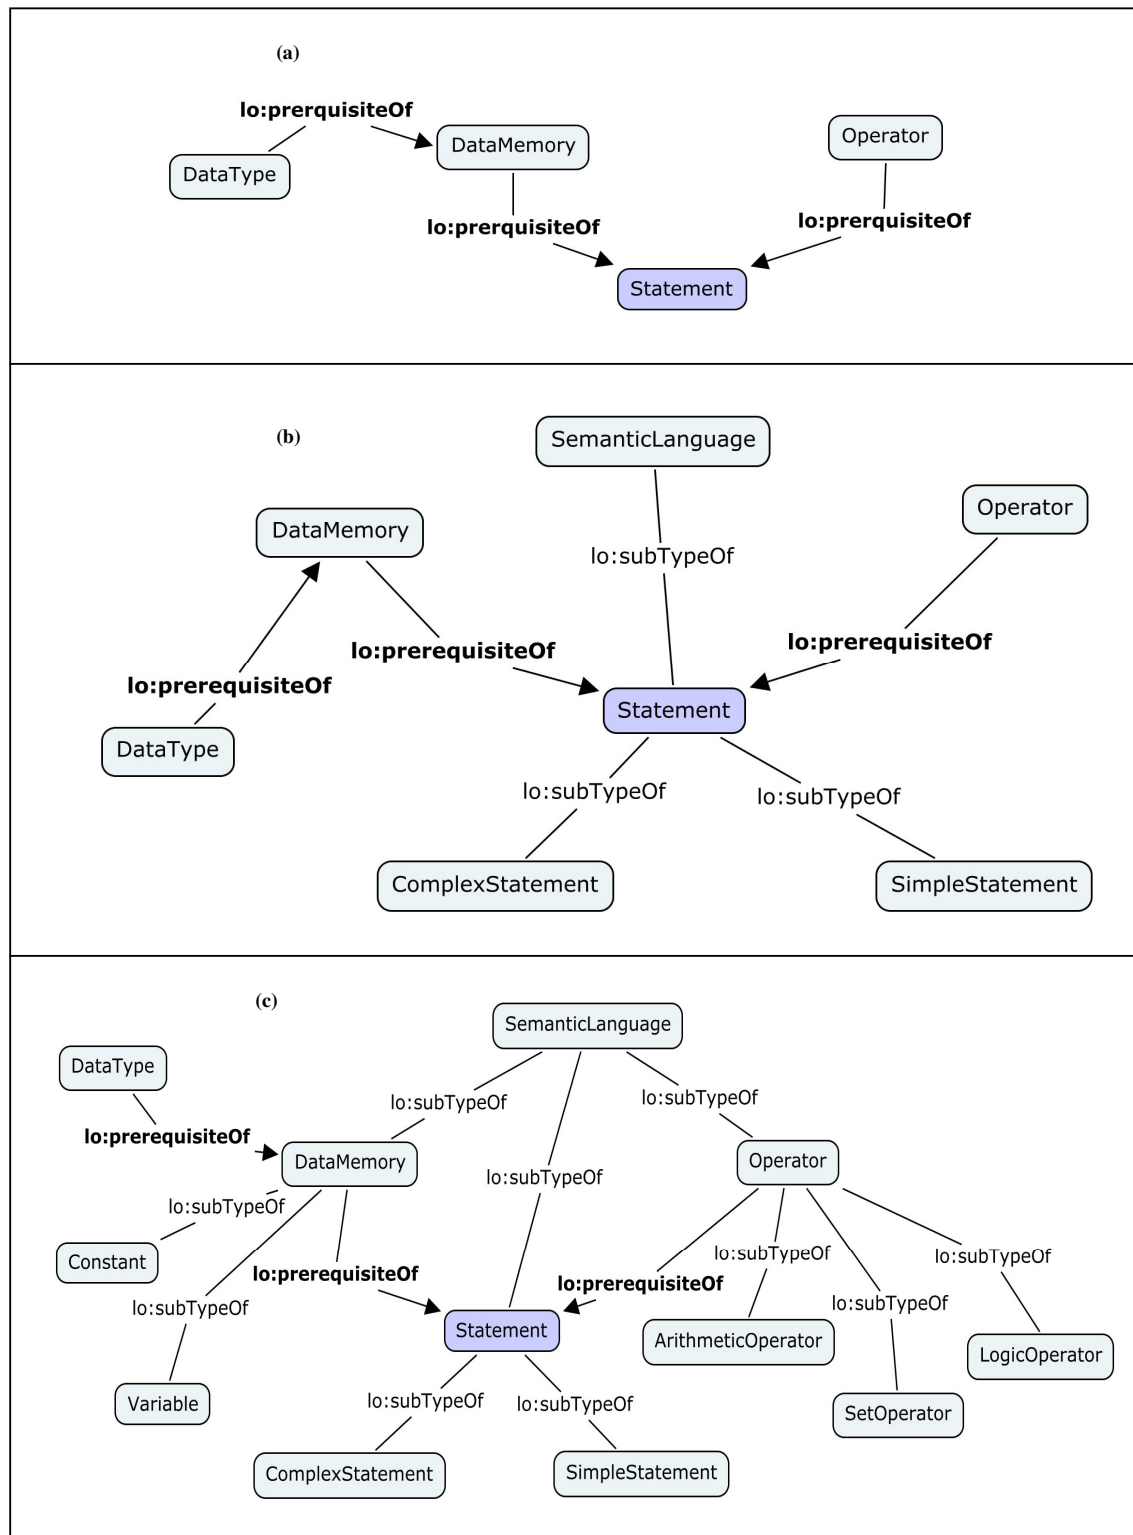 (a)
lo:prerquisiteOf
DataType
DataMemory
Operator
lo:prerquisiteOf
lo:prerquisiteOf
Statement
(b)
SemanticLanguage
DataMemory
Operator
lo:subTypeOf
lo:prerequisiteOf
lo:prerequisiteOf
lo:prerequisiteOf
Statement
DataType
lo:subTypeOf
lo:subTypeOf
ComplexStatement
SimpleStatement
(c)
SemanticLanguage
DataType
lo:subTypeOf
lo:subTypeOf
lo:prerequisiteOf
DataMemory
Operator
lo:subTypeOf
lo:subTypeOf
Constant
lo:subTypeOf
lo:subTypeOf
lo:prerequisiteOf
lo:prerequisiteOf
lo:subTypeOf
lo:subTypeOf
Statement
ArithmeticOperator
LogicOperator
Variable
lo:subTypeOf
lo:subTypeOf
SetOperator
ComplexStatement
SimpleStatement